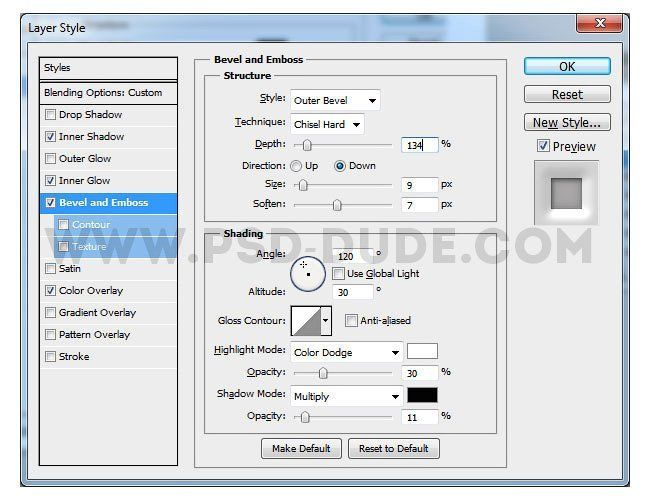 Layer Style
Styles
Blending Options: Custom
Drop Shadow
Inner Shadow
Outer Glow
Inner Glow
Bevel and Emboss
Contour
Texture
Satin
Color Overlay
Gradient Overlay
Pattern Overlay
Stroke
Bevel and Emboss
Structure
Style: Outer Bevel
Technique: Chisel Hard
Depth: 134 %
Direction: Up Down
Size: 9 px
Soften: 7 px
Shading
Angle: 120 °
Use Global Light
Altitude: 30 °
Gloss Contour: Anti-aliased
Highlight Mode: Color Dodge
Opacity: 30 %
Shadow Mode: Multiply
Opacity: 11 %
Make Default Reset to Default
OK
Reset
New Style...
Preview
WWW.PSD-DUDE.COM